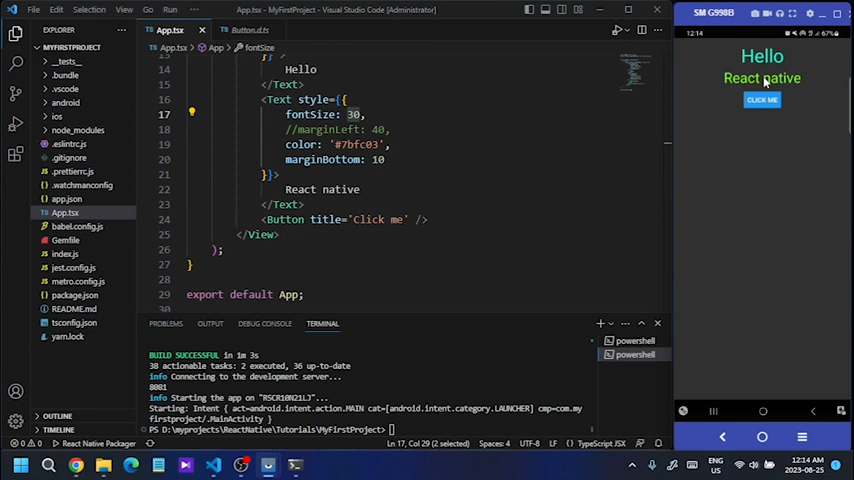 File Edit Selection View Go Run ...
App.tsx - MyFirstProject - Visual Studio Code [Administrator]
SM G998B
EXPLORER
App.tsx
Button.d.ts
App.tsx > App > fontSize
12:14
67%
MYFIRSTPROJECT
__tests__
.bundle
.vscode
android
ios
node_modules
.eslintrc.js
.gitignore
.prettierrc.js
.watchmanconfig
app.json
App.tsx
babel.config.js
Gemfile
index.js
jest.config.js
metro.config.js
package.json
README.md
tsconfig.json
yarn.lock
OUTLINE
TIMELINE
13 }} >
14 Hello
15 </Text>
16 <Text style={{
17 fontSize: 30,
18 //marginLeft: 40,
19 color: '#7bfc03',
20 marginBottom: 10
21 }}>
22 React native
23 </Text>
24 <Button title='Click me' />
25 </View>
26 );
27 }
28
29 export default App;
30
Hello
React native
CLICK ME
PROBLEMS OUTPUT DEBUG CONSOLE TERMINAL
BUILD SUCCESSFUL in 1m 3s
38 actionable tasks: 2 executed, 36 up-to-date
info Connecting to the development server...
8081
info Starting the app on "R5CR10N21LJ"...
Starting: Intent { act=android.intent.action.MAIN cat=[android.intent.category.LAUNCHER] cmp=com.my
firstproject/.MainActivity }
PS D:\myprojects\ReactNative\Tutorials\MyFirstProject>
powershell
powershell
0 0 React Native Packager
Ln 17, Col 29 (2 selected) Spaces: 4 UTF-8 LF TypeScript JSX
ENG
US
12:14 AM
2023-08-25